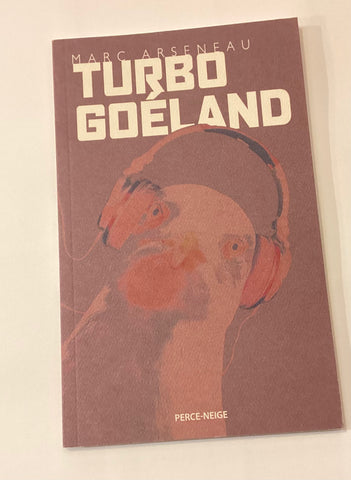 MARC ARSENEAU
TURBO
GOÉLAND
PERCE-NEIGE